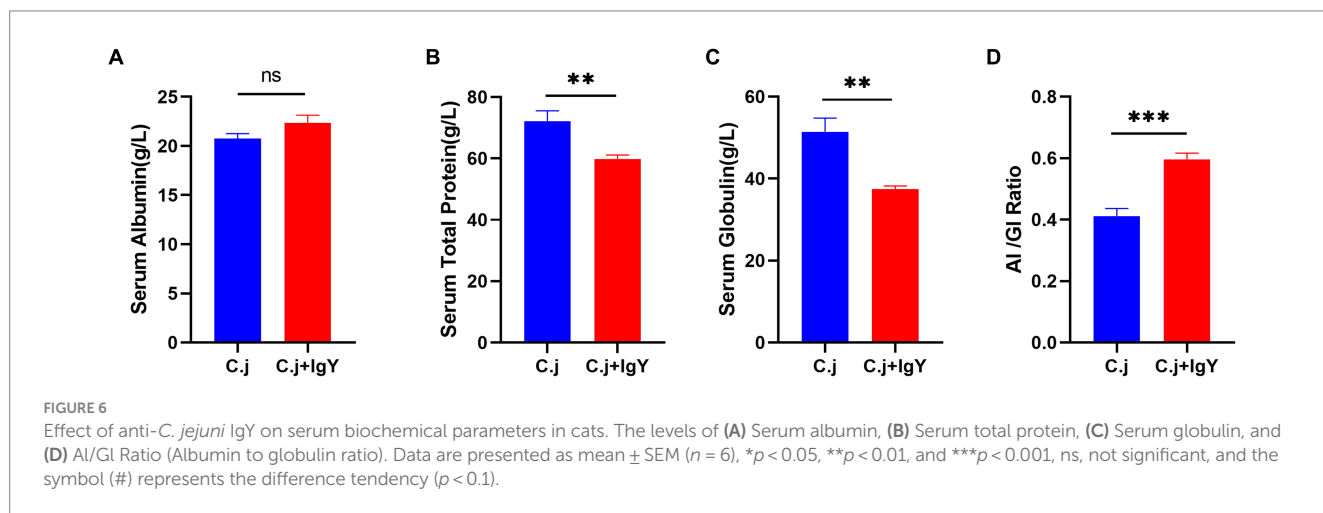 A
ns
Serum Albumin(g/L)
25
20
15
10
5
0
C.j
C.j+IgY
B
**
Serum Total Protein(g/L)
80
60
40
20
0
C.j
C.j+IgY
C
**
Serum Globulin(g/L)
60
40
20
0
C.j
C.j+IgY
D
***
Al /Gl Ratio
0.8
0.6
0.4
0.2
0.0
C.j
C.j+IgY
FIGURE 6
Effect of anti-C. jejuni IgY on serum biochemical parameters in cats. The levels of (A) Serum albumin, (B) Serum total protein, (C) Serum globulin, and
(D) Al/Gl Ratio (Albumin to globulin ratio). Data are presented as mean ± SEM (n = 6), *p < 0.05, **p < 0.01, and ***p < 0.001, ns, not significant, and the
symbol (#) represents the difference tendency (p < 0.1).